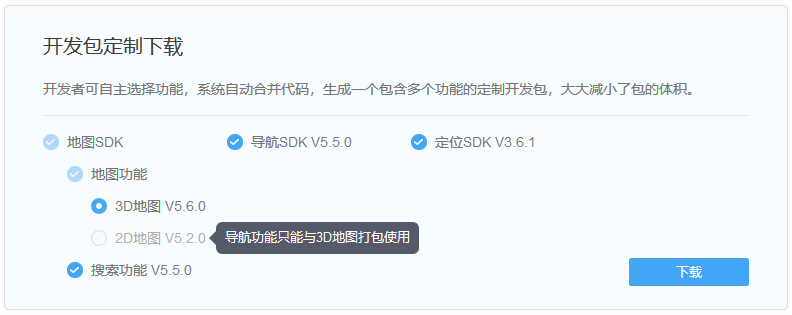 开发包定制下载
开发者可自主选择功能，系统自动合并代码，生成一个包含多个功能的定制开发包，大大减小了包的体积。
地图SDK 导航SDK V5.5.0 定位SDK V3.6.1
地图功能
3D地图 V5.6.0
2D地图 V5.2.0 导航功能只能与3D地图打包使用
搜索功能 V5.5.0 下载